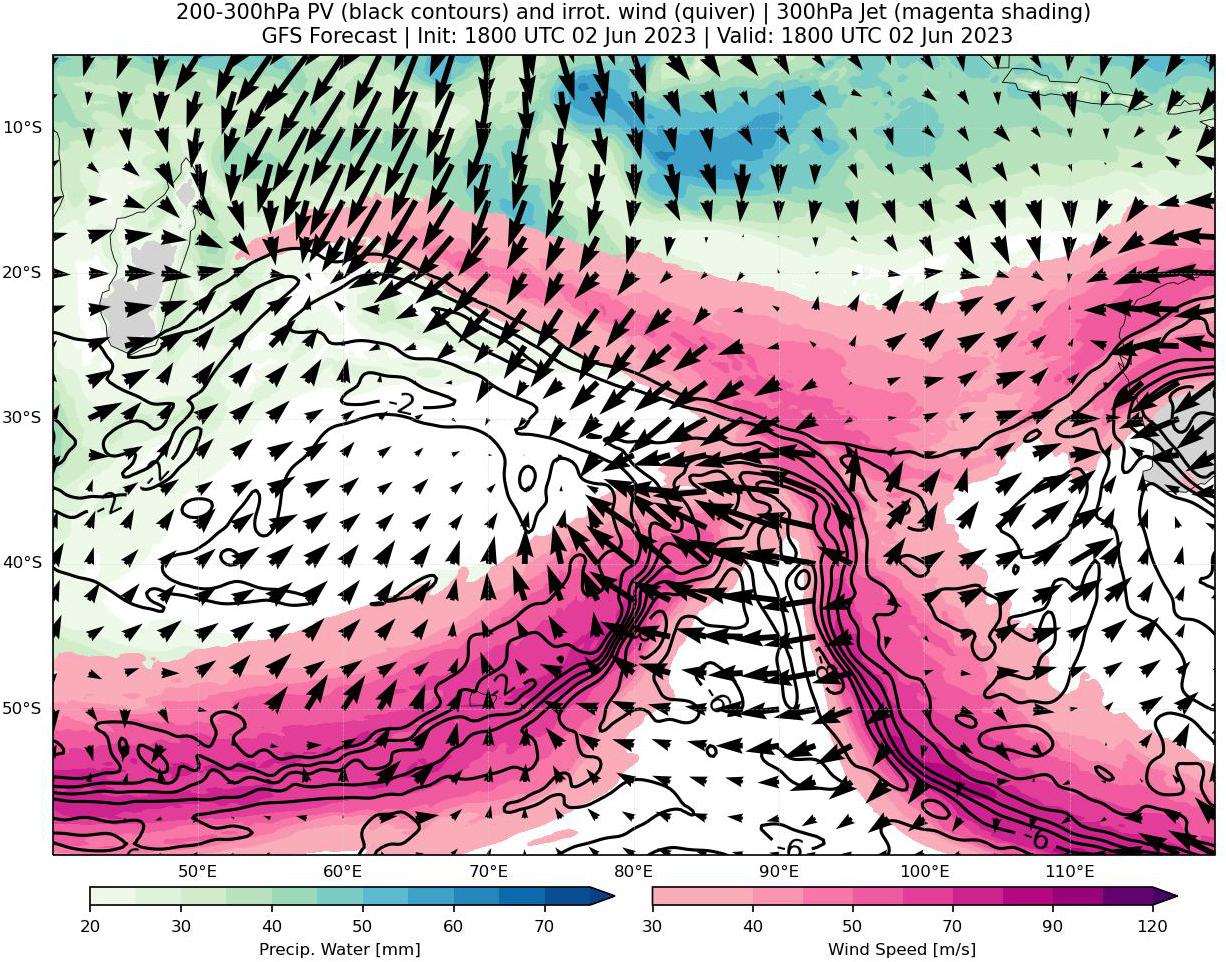 200-300hPa PV (black contours) and irrot. wind (quiver) | 300hPa Jet (magenta shading)
GFS Forecast | Init: 1800 UTC 02 Jun 2023 | Valid: 1800 UTC 02 Jun 2023
10°S
20°S
30°S
-2
-2
40°S
-2
-6
50°S
-6
-6
50°E 60°E 70°E 80°E 90°E 100°E 110°E
20 30 40 50 60 70
30 40 50 70 90 120
Precip. Water [mm]
Wind Speed [m/s]